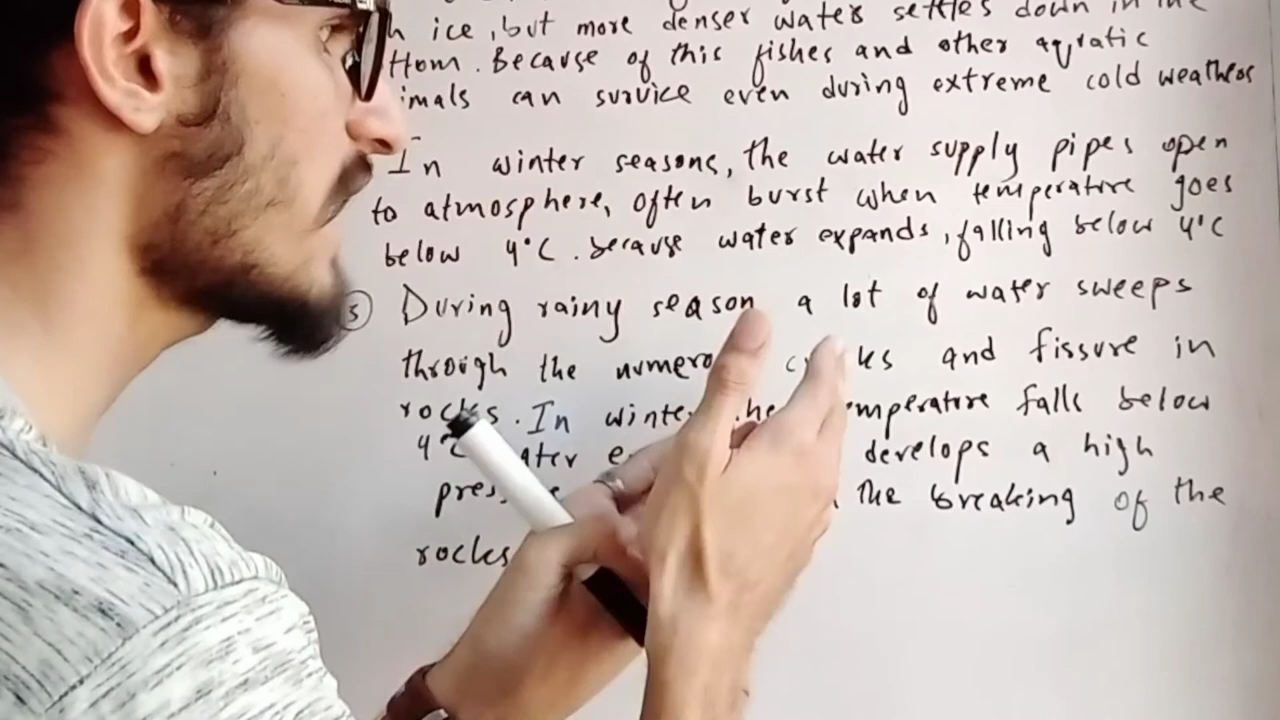 ice, but more denser water settles down in the
ttom. Because of this fishes and other aquatic
imals can survice even during extreme cold weather
In winter seasons, the water supply pipes open
to atmosphere, often burst when temperature goes
below 4°C. because water expands, falling below 4°C
5 During rainy season a lot of water sweeps
through the numero ks and fissure in
rocks. In winte he mperature falls below
4°C ater e develops a high
pres the breaking of the
rocks